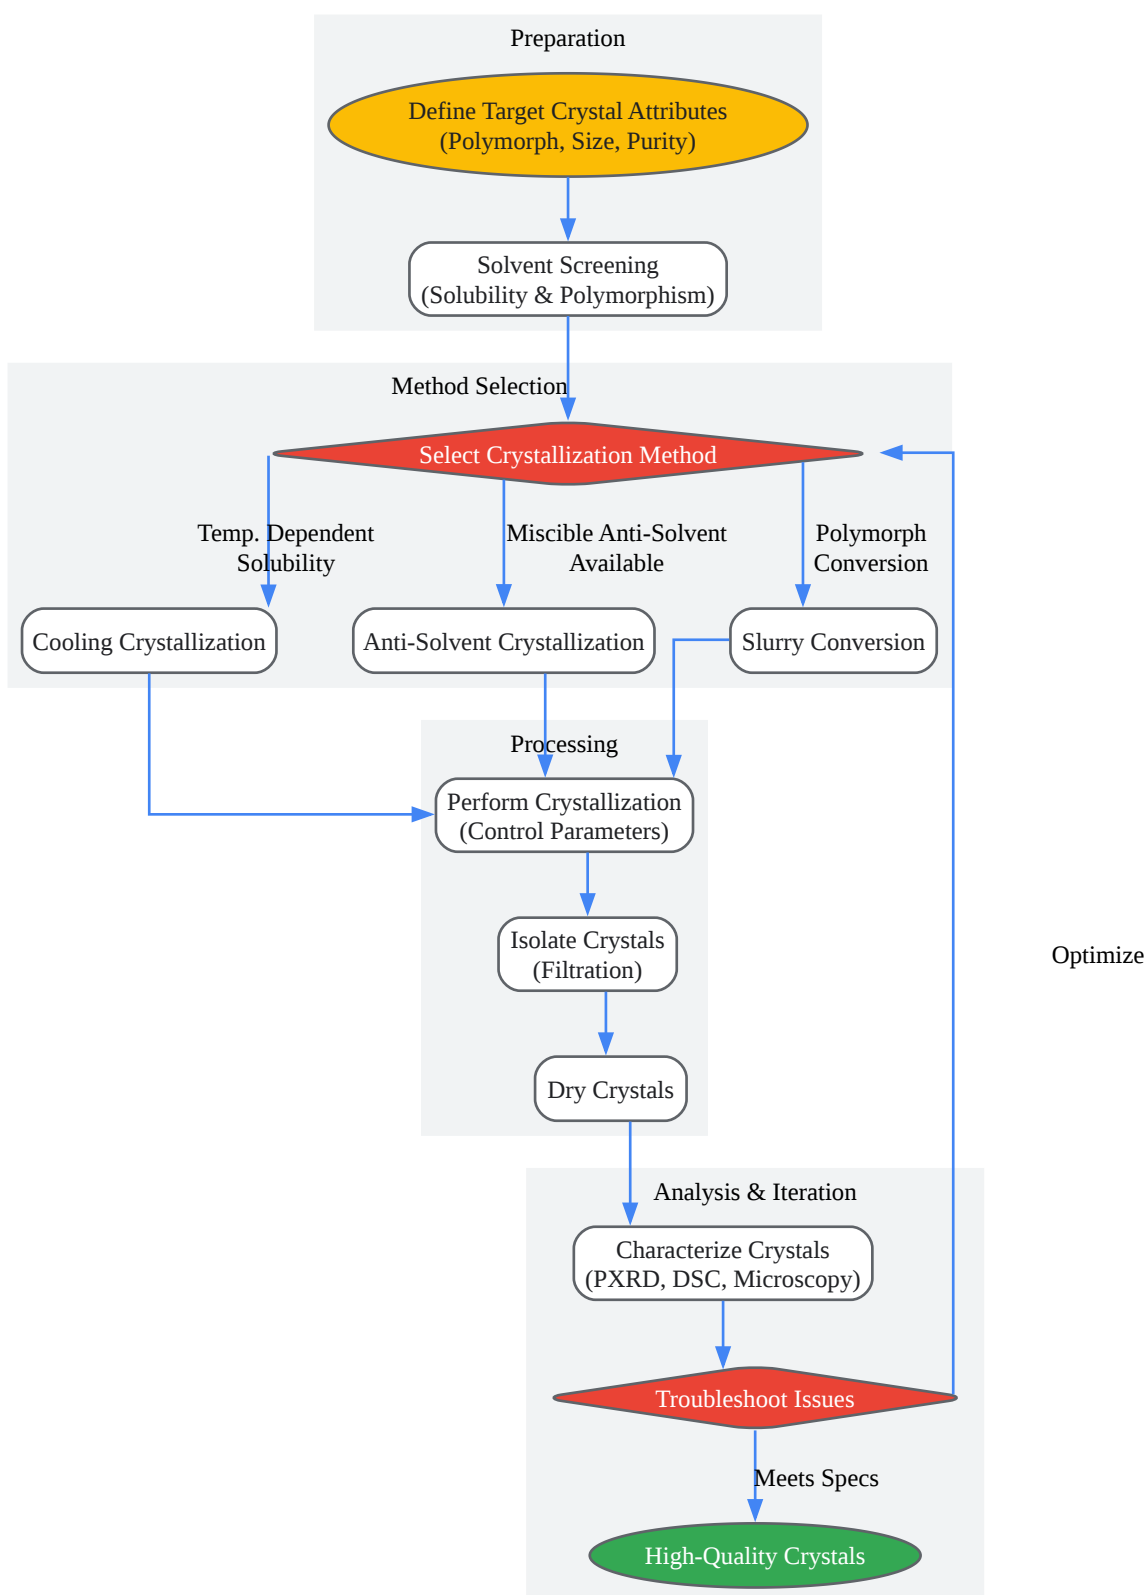 Preparation
Define Target Crystal Attributes
(Polymorph, Size, Purity)
Solvent Screening
(Solubility & Polymorphism)
Method Selection
Select Crystallization Method
Temp. Dependent
Solubility
Miscible Anti-Solvent
Available
Polymorph
Conversion
Cooling Crystallization
Anti-Solvent Crystallization
Slurry Conversion
Processing
Perform Crystallization
(Control Parameters)
Isolate Crystals
(Filtration)
Optimize
Dry Crystals
Analysis & Iteration
Characterize Crystals
(PXRD, DSC, Microscopy)
Troubleshoot Issues
Meets Specs
High-Quality Crystals